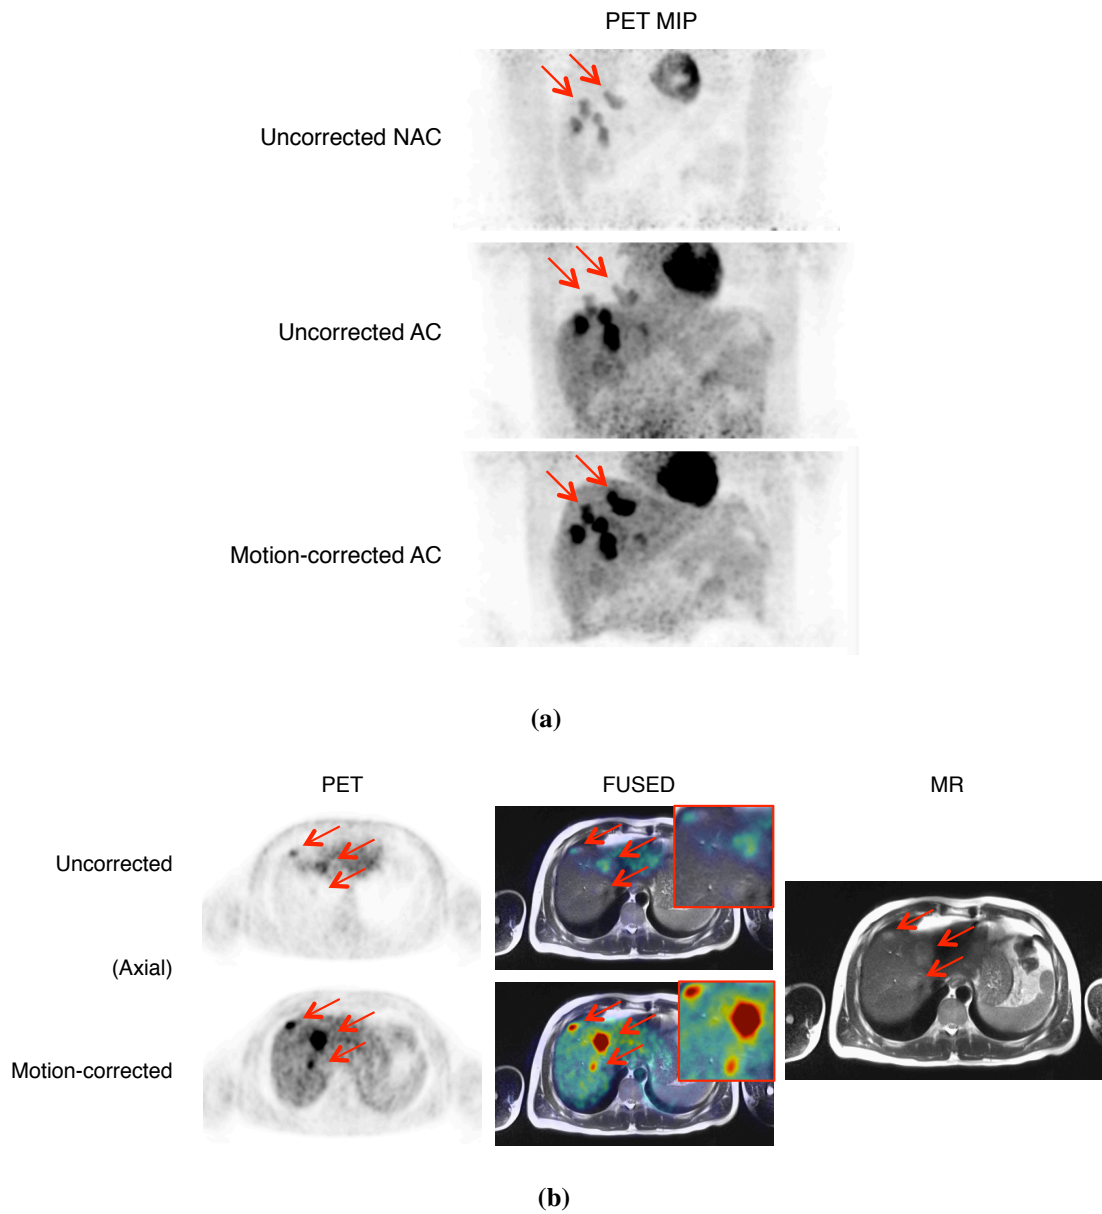 PET MIP
Uncorrected NAC
Uncorrected AC
Motion-corrected AC
(a)
PET
FUSED
MR
Uncorrected
(Axial)
Motion-corrected
(b)